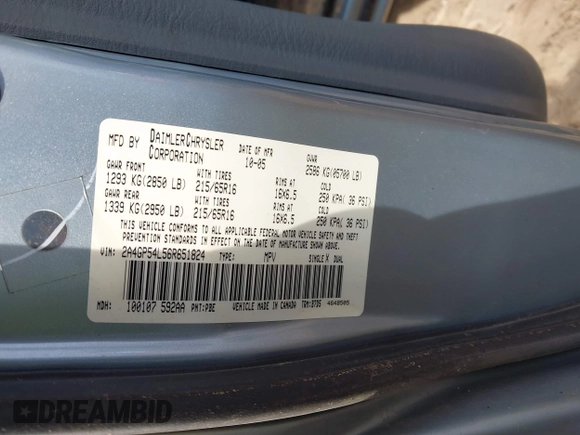 MFD BY DAIMLERCHRYSLER CORPORATION DATE OF MFR 10-05 GVWR 2586 KG(05700 LB)
GAWR FRONT WITH TIRES RIMS AT COLD
1293 KG(2850 LB) 215/65R16 16X6.5 250 KPA( 36 PSI)
GAWR REAR WITH TIRES RIMS AT COLD
1339 KG(2950 LB) 215/65R16 16X6.5 250 KPA( 36 PSI)
THIS VEHICLE CONFORMS TO ALL FEDERAL MOTOR VEHICLE SAFETY AND THEFT
PREVENTION STANDARDS IN EFFECT ON THE DATE OF MANUFACTURE SHOWN ABOVE.
VIN: 2A4GP54L56R651824 TYPE: MPV SINGLE X DUAL
MDH: 100107 592AA PNT:PBE VEHICLE MADE IN CANADA TRM:D7DS 4648505
DREAMBID